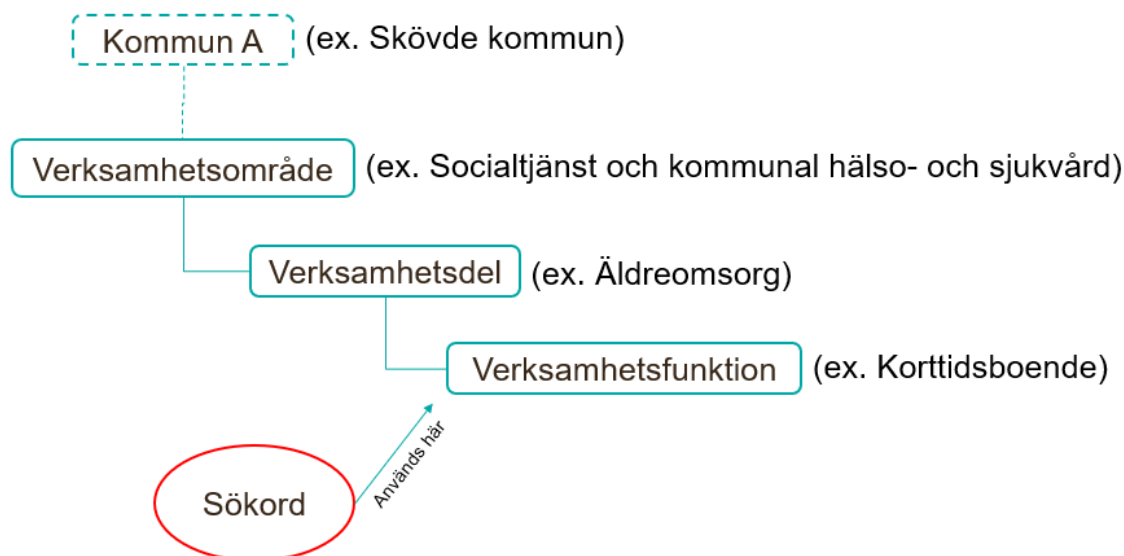 Kommun A (ex. Skövde kommun)
Verksamhetsområde (ex. Socialtjänst och kommunal hälso- och sjukvård)
Verksamhetsdel (ex. Äldreomsorg)
Verksamhetsfunktion (ex. Korttidsboende)
Används här
Sökord